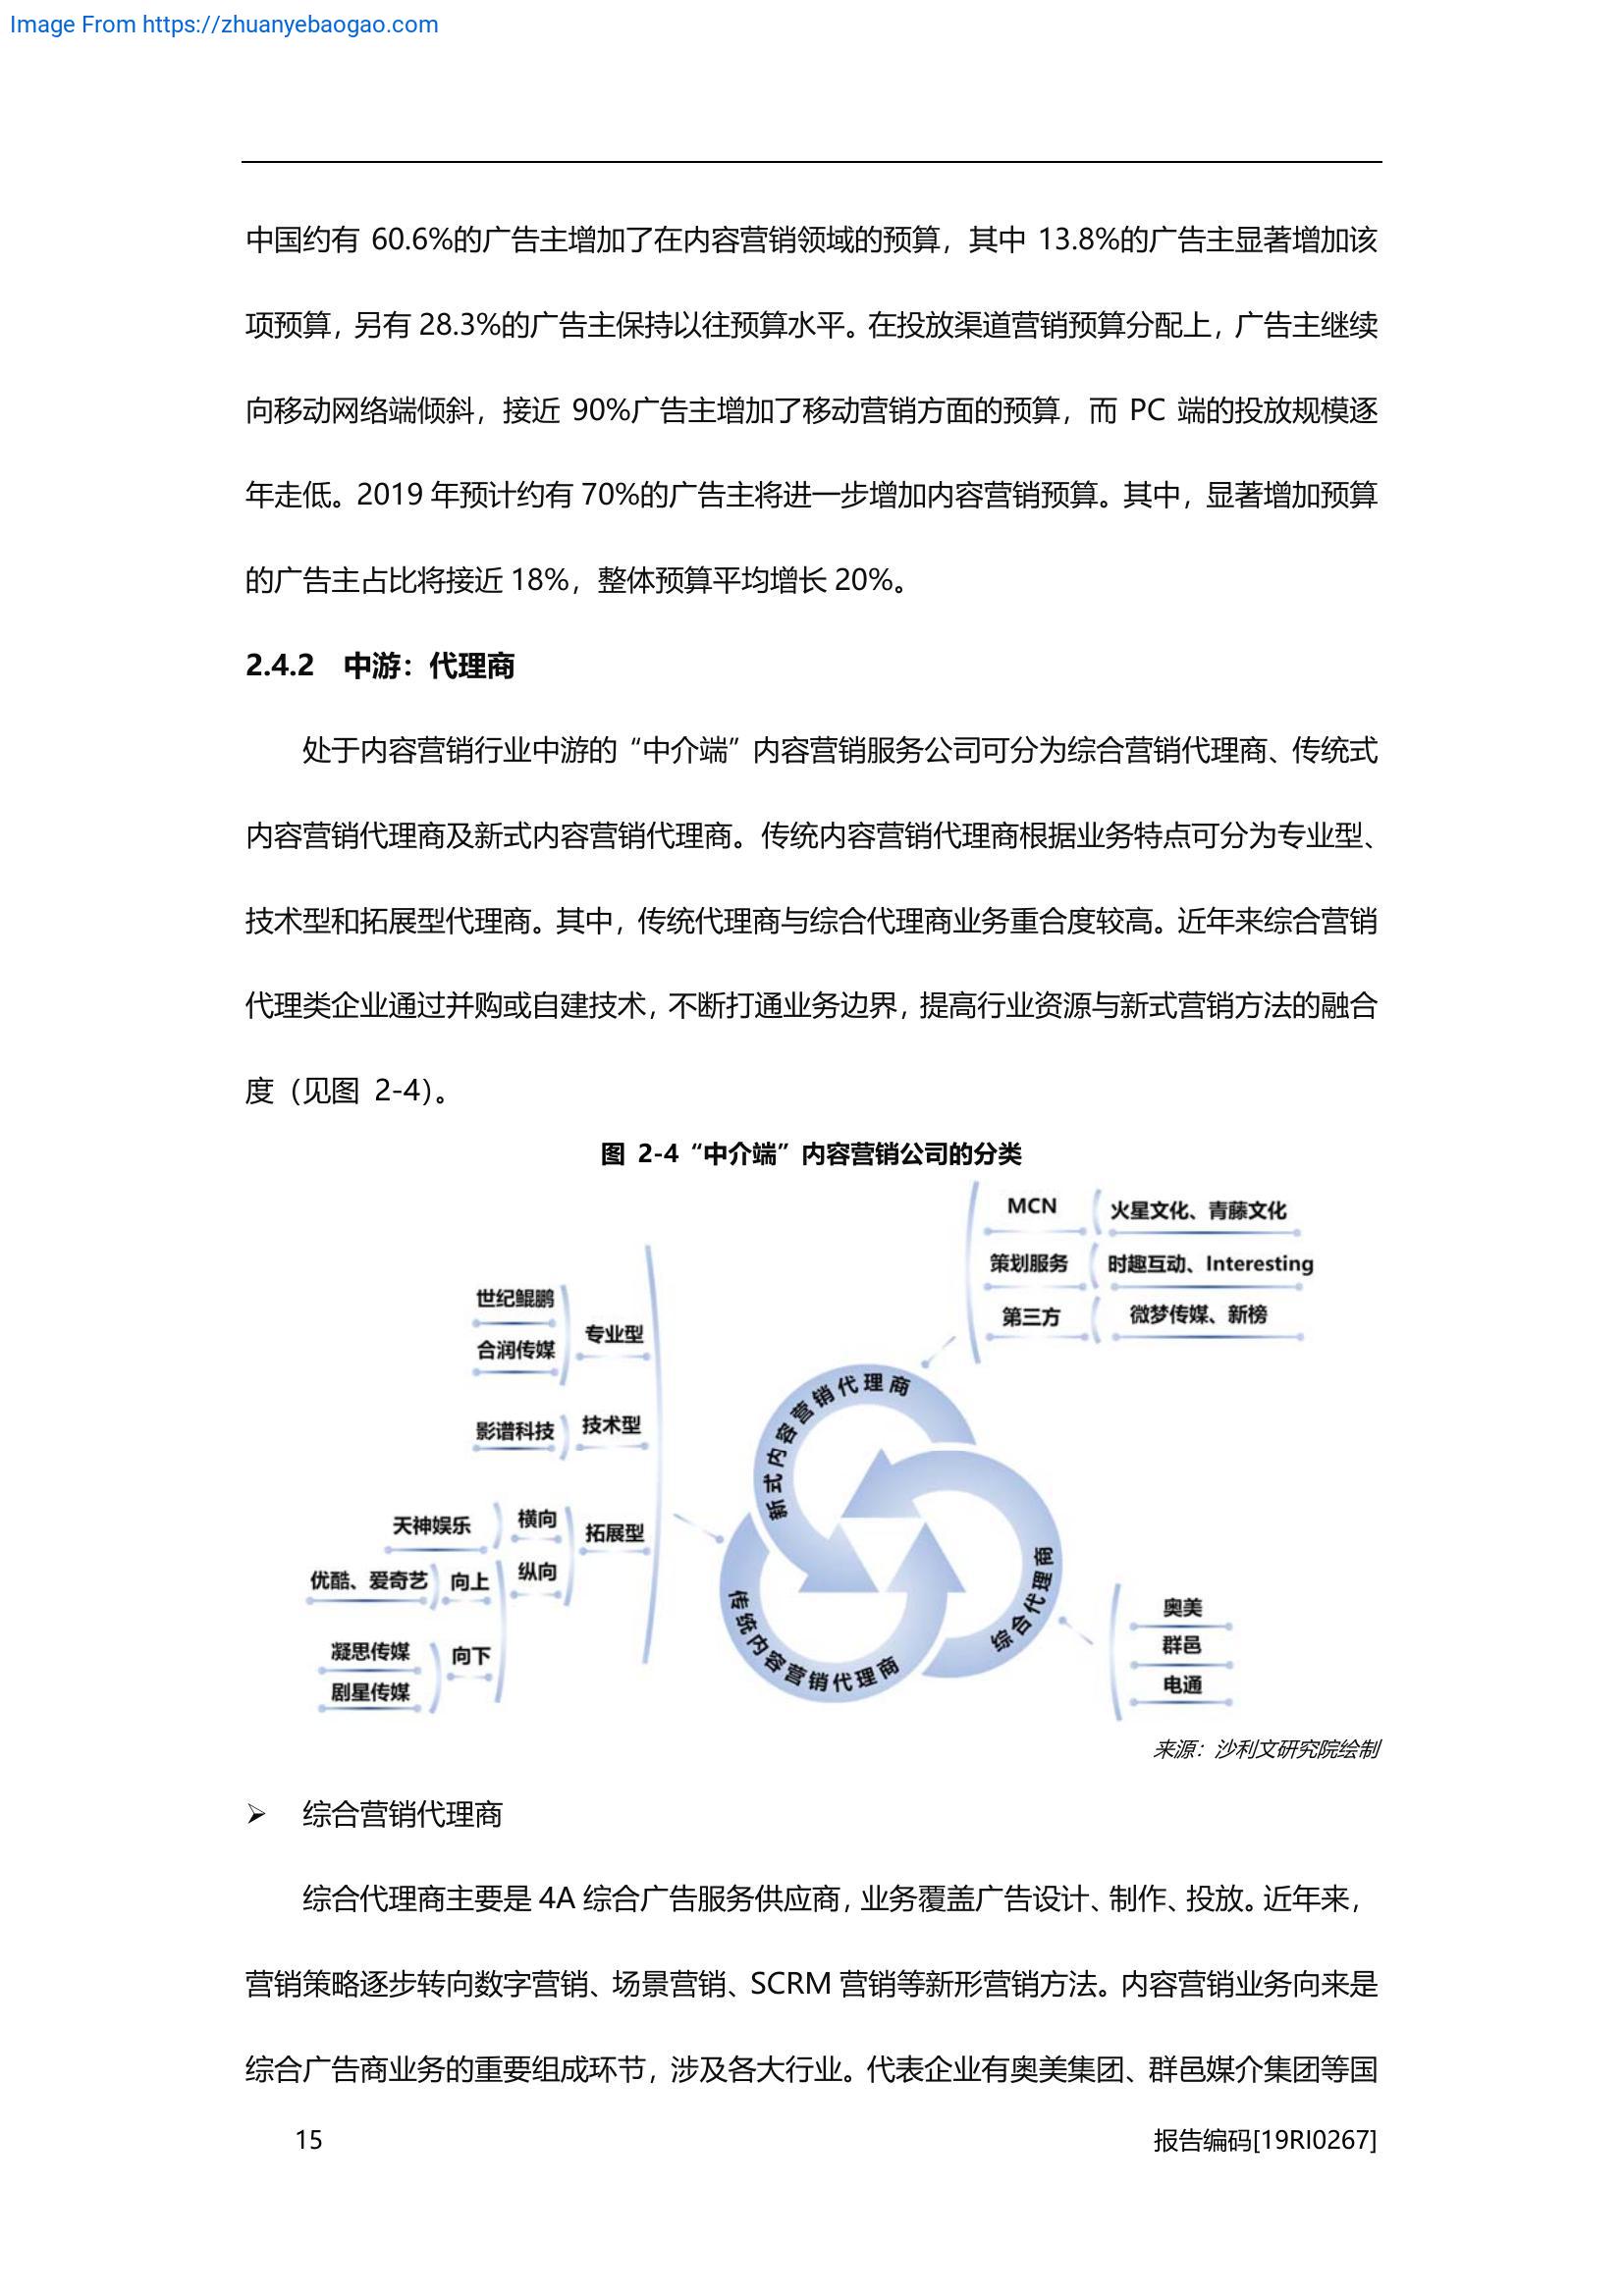 Image From https://zhuanyebaogao.com
中国约有 60.6%的广告主增加了在内容营销领域的预算，其中 13.8%的广告主显著增加该
项预算，另有 28.3%的广告主保持以往预算水平。在投放渠道营销预算分配上，广告主继续
向移动网络端倾斜，接近 90%广告主增加了移动营销方面的预算，而 PC 端的投放规模逐
年走低。2019 年预计约有 70%的广告主将进一步增加内容营销预算。其中，显著增加预算
的广告主占比将接近 18%，整体预算平均增长 20%。
2.4.2 中游：代理商
处于内容营销行业中游的“中介端”内容营销服务公司可分为综合营销代理商、传统式
内容营销代理商及新式内容营销代理商。传统内容营销代理商根据业务特点可分为专业型、
技术型和拓展型代理商。其中，传统代理商与综合代理商业务重合度较高。近年来综合营销
代理类企业通过并购或自建技术，不断打通业务边界，提高行业资源与新式营销方法的融合
度（见图 2-4）。
图 2-4 “中介端”内容营销公司的分类
MCN
火星文化、青藤文化
策划服务
时趣互动、Interesting
第三方
微梦传媒、新榜
世纪鲲鹏
合润传媒
专业型
影谱科技
技术型
天神娱乐
横向
拓展型
优酷、爱奇艺
向上
纵向
凝思传媒
剧星传媒
向下
新式内容营销代理商
传统内容营销代理商
综合代理商
奥美
群邑
电通
来源：沙利文研究院绘制
➢ 综合营销代理商
综合代理商主要是 4A 综合广告服务供应商，业务覆盖广告设计、制作、投放。近年来，
营销策略逐步转向数字营销、场景营销、SCRM 营销等新形营销方法。内容营销业务向来是
综合广告商业务的重要组成环节，涉及各大行业。代表企业有奥美集团、群邑媒介集团等国
15
报告编码[19RI0267]